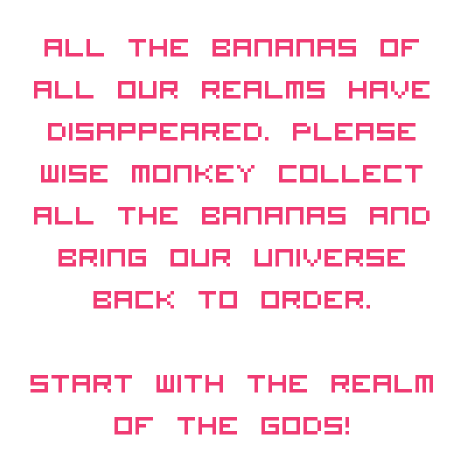 ALL THE BANANAS OF
ALL OUR REALMS HAVE
DISAPPEARED. PLEASE
WISE MONKEY COLLECT
ALL THE BANANAS AND
BRING OUR UNIVERSE
BACK TO ORDER.
START WITH THE REALM
OF THE GODS!